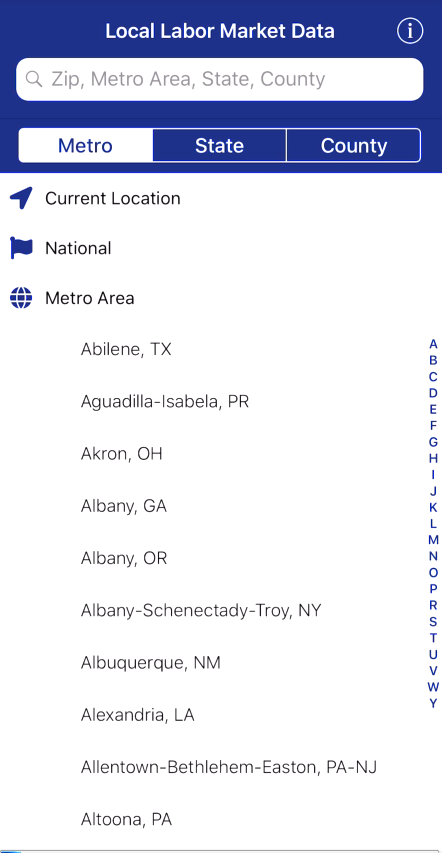 Local Labor Market Data
i
Zip, Metro Area, State, County
Metro State County
Current Location
National
Metro Area
Abilene, TX
Aguadilla-Isabela, PR
Akron, OH
Albany, GA
Albany, OR
Albany-Schenectady-Troy, NY
Albuquerque, NM
Alexandria, LA
Allentown-Bethlehem-Easton, PA-NJ
Altoona, PA
A
B
C
D
E
F
G
H
I
J
K
L
M
N
O
P
R
S
T
U
V
W
Y